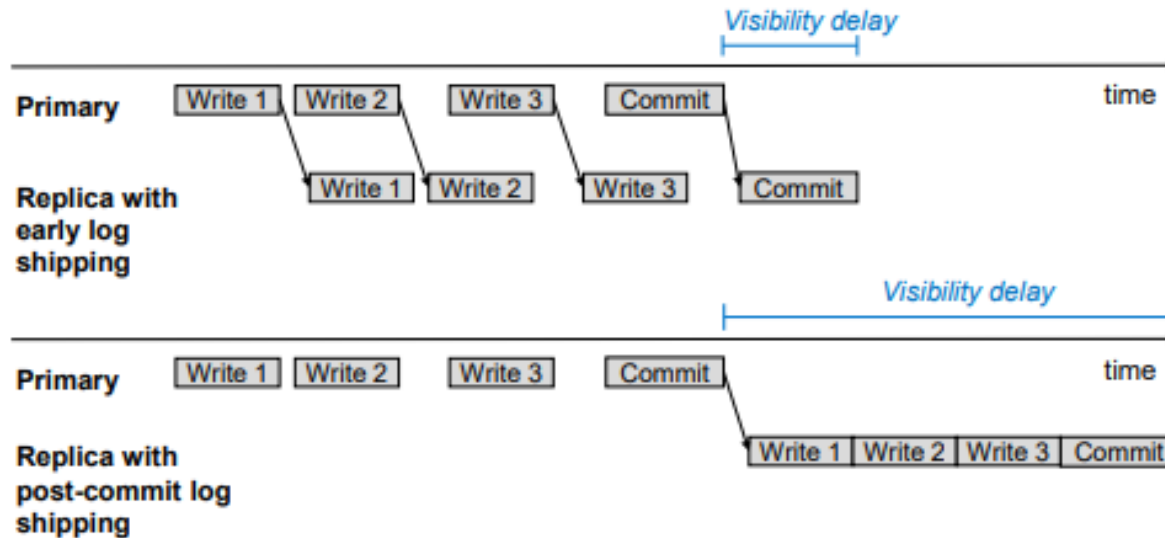 Visibility delay
Primary Write 1 Write 2 Write 3 Commit time
Replica with Write 1 Write 2 Write 3 Commit
early log
shipping
Visibility delay
Primary Write 1 Write 2 Write 3 Commit time
Replica with Write 1 Write 2 Write 3 Commit
post-commit log
shipping